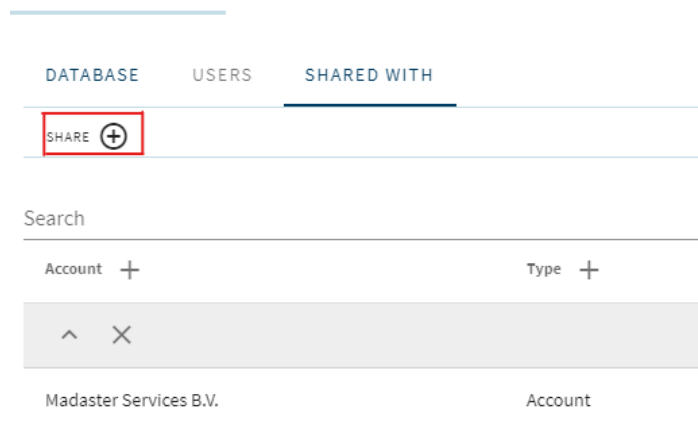 DATABASE USERS SHARED WITH
SHARE
Search
Account Type
Madaster Services B.V. Account